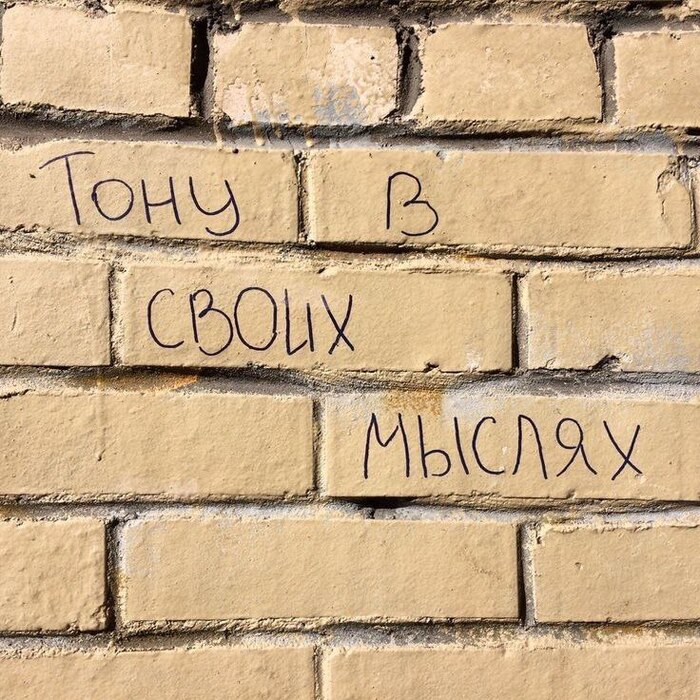 Тону в
своих
мыслях